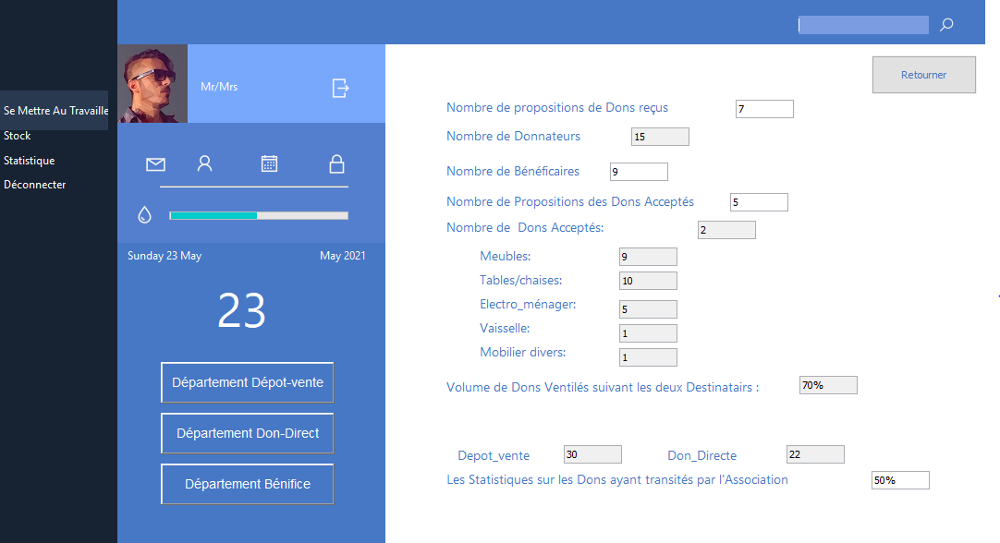 Retourner
Mr/Mrs
Se Mettre Au Travaille
Stock
Statistique
Déconnecter
Sunday 23 May May 2021
23
Département Dépot-vente
Département Don-Direct
Département Bénifice
Nombre de propositions de Dons reçus 7
Nombre de Donnateurs 15
Nombre de Bénéficaires 9
Nombre de Propositions des Dons Acceptés 5
Nombre de Dons Acceptés: 2
Meubles: 9
Tables/chaises: 10
Electro_ménager: 5
Vaisselle: 1
Mobilier divers: 1
Volume de Dons Ventilés suivant les deux Destinatairs : 70%
Depot_vente 30 Don_Directe 22
Les Statistiques sur les Dons ayant transités par l'Association 50%